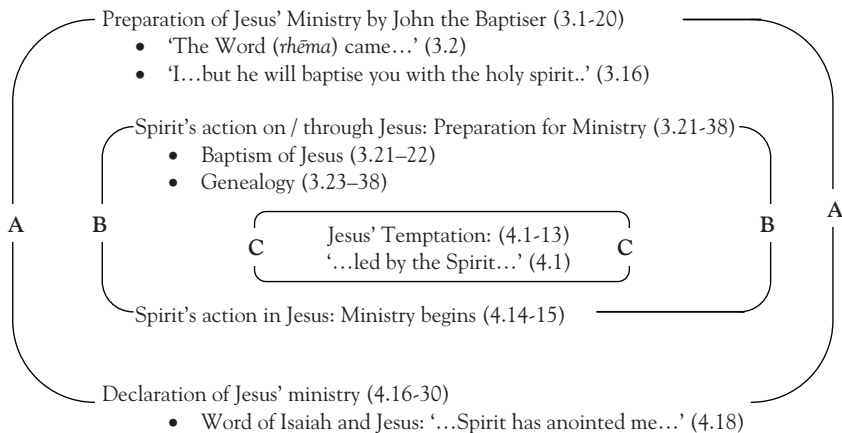 Preparation of Jesus’ Ministry by John the Baptiser (3.1-20)
• ‘The Word (rhēma) came…’ (3.2)
• ‘I…but he will baptise you with the holy spirit..’ (3.16)
Spirit’s action on / through Jesus: Preparation for Ministry (3.21-38)
• Baptism of Jesus (3.21–22)
• Genealogy (3.23–38)
A B B A
Jesus’ Temptation: (4.1-13)
C C
‘…led by the Spirit…’ (4.1)
Spirit’s action in Jesus: Ministry begins (4.14-15)
Declaration of Jesus’ ministry (4.16-30)
• Word of Isaiah and Jesus: ‘…Spirit has anointed me…’ (4.18)